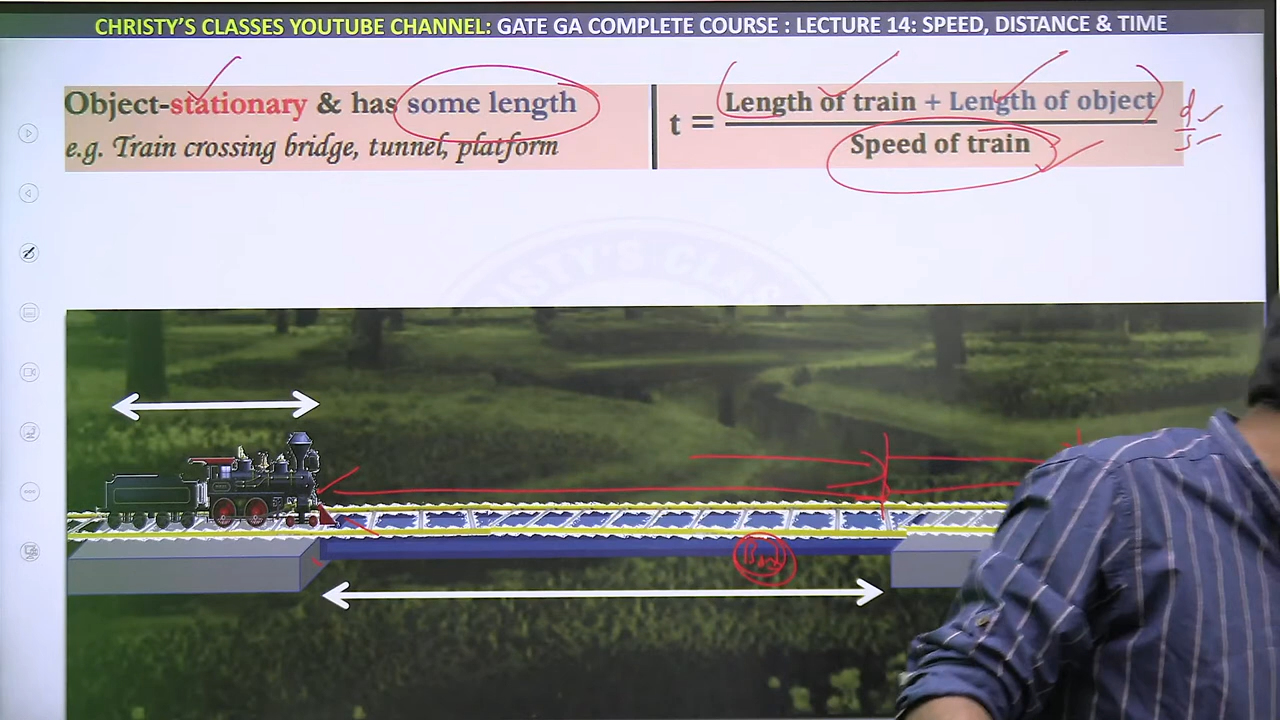 CHRISTY'S CLASSES YOUTUBE CHANNEL: GATE GA COMPLETE COURSE : LECTURE 14: SPEED, DISTANCE & TIME
Object-stationary & has some length
e.g. Train crossing bridge, tunnel, platform
t = Length of train + Length of object
Speed of train
d
s